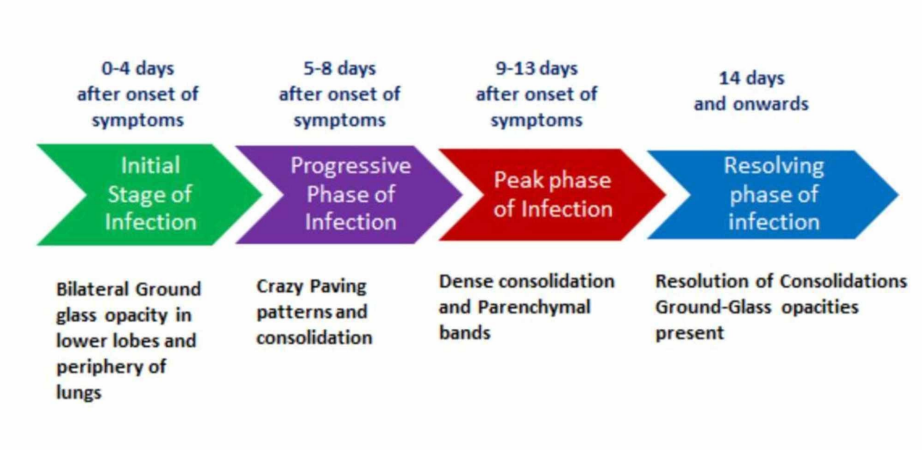 0-4 days
after onset of
symptoms
5-8 days
after onset of
symptoms
9-13 days
after onset of
symptoms
14 days
and onwards
Initial
Stage of
Infection
Progressive
Phase of
Infection
Peak phase
of Infection
Resolving
phase of
infection
Bilateral Ground
glass opacity in
lower lobes and
periphery of
lungs
Crazy Paving
patterns and
consolidation
Dense consolidation
and Parenchymal
bands
Resolution of Consolidations
Ground-Glass opacities
present